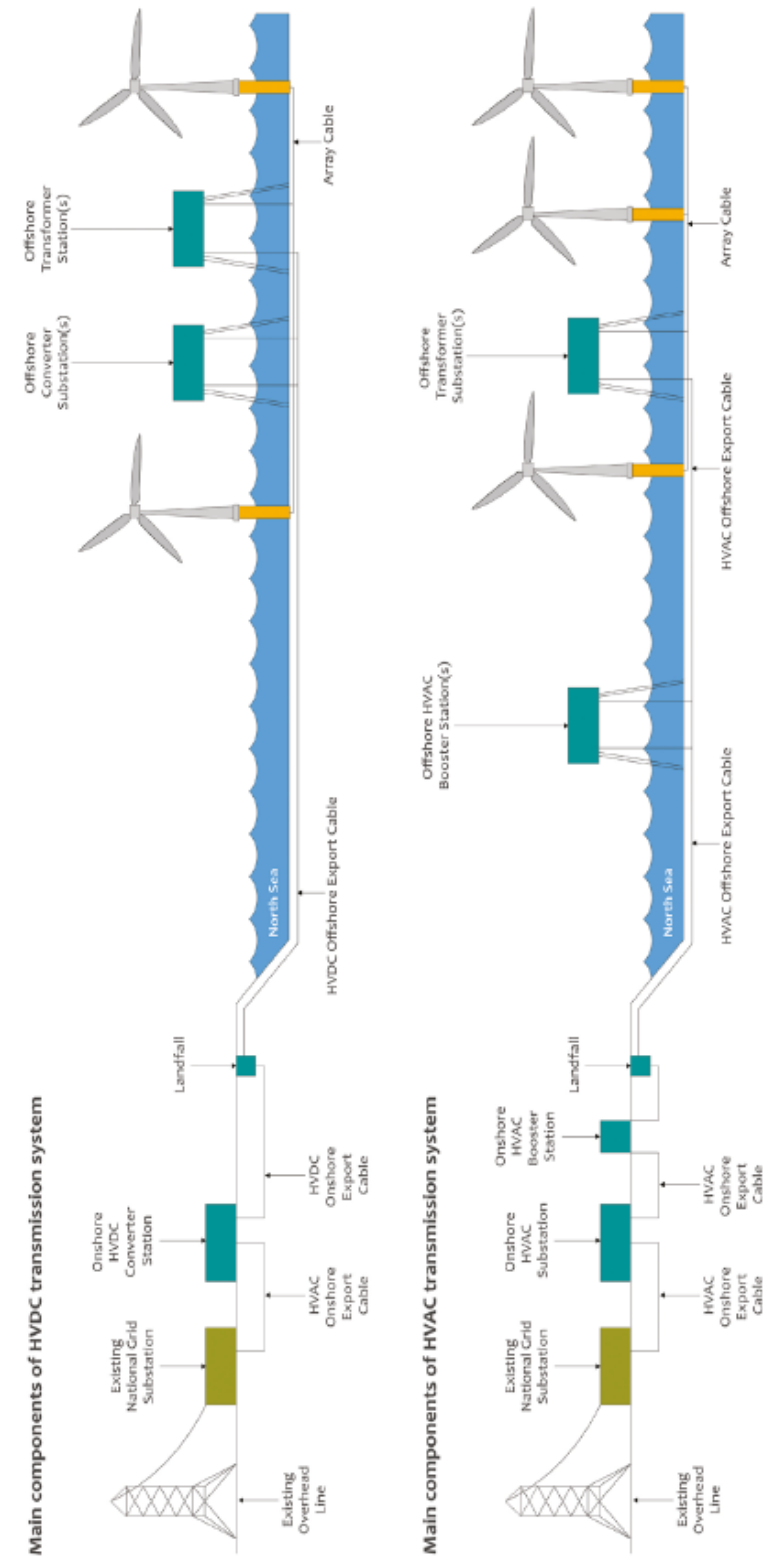 Main components of HVDC transmission system
Existing
Overhead
Line
Existing
National Grid
Substation
HVAC
Onshore
Export
Cable
Onshore
HVDC
Converter
Station
HVDC
Onshore
Export
Cable
Landfall
North Sea
HVDC Offshore Export Cable
Offshore
Converter
Substation(s)
Offshore
Transformer
Station(s)
Array Cable
Main components of HVAC transmission system
Existing
Overhead
Line
Existing
National Grid
Substation
HVAC
Onshore
Export
Cable
Onshore
HVAC
Substation
HVAC
Onshore
Export
Cable
Onshore
HVAC
Booster
Station
Landfall
North Sea
HVAC Offshore Export Cable
Offshore HVAC
Booster Station(s)
HVAC Offshore Export Cable
Offshore
Transformer
Substation(s)
Array Cable